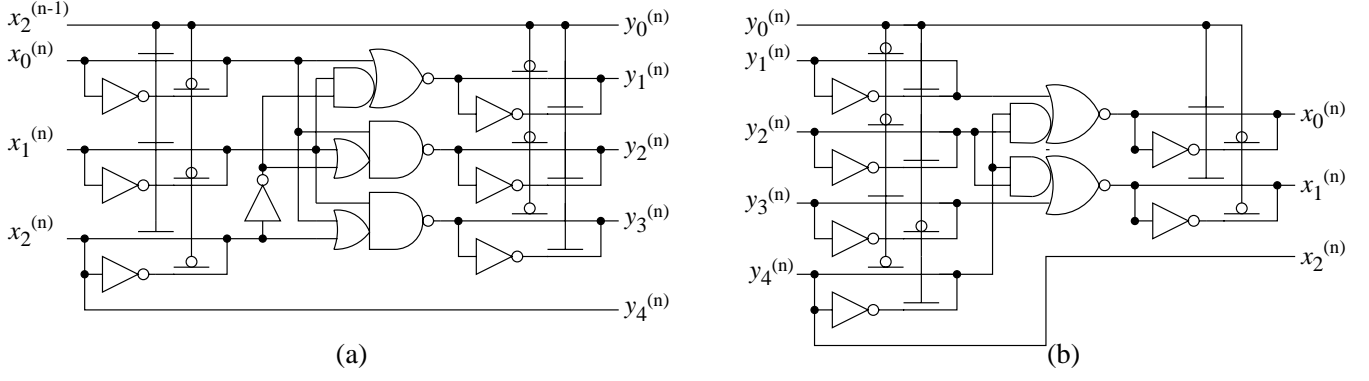 x₂⁽ⁿ⁻¹⁾
x₀⁽ⁿ⁾
x₁⁽ⁿ⁾
x₂⁽ⁿ⁾
y₀⁽ⁿ⁾
y₁⁽ⁿ⁾
y₂⁽ⁿ⁾
y₃⁽ⁿ⁾
y₄⁽ⁿ⁾
(a)
y₀⁽ⁿ⁾
y₁⁽ⁿ⁾
y₂⁽ⁿ⁾
y₃⁽ⁿ⁾
y₄⁽ⁿ⁾
x₀⁽ⁿ⁾
x₁⁽ⁿ⁾
x₂⁽ⁿ⁾
(b)